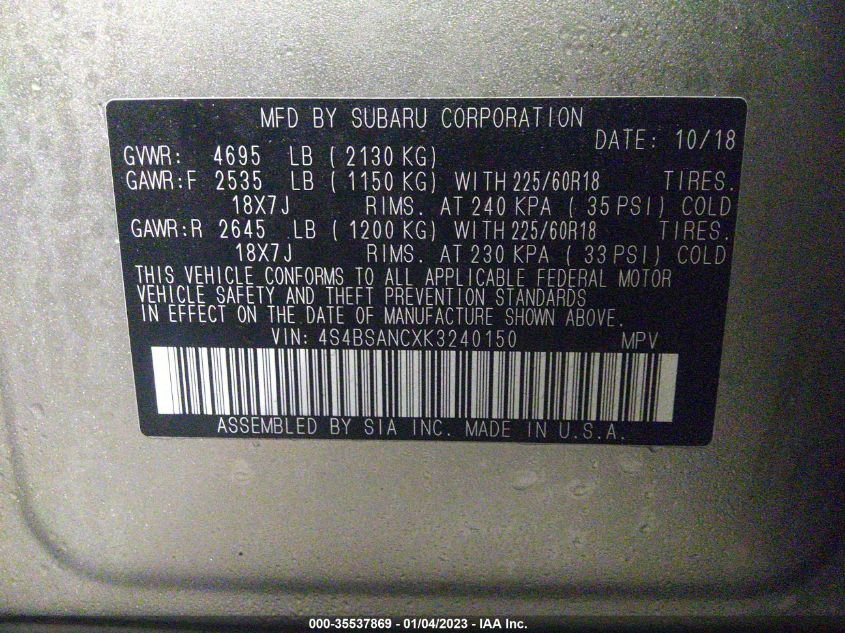 MFD BY SUBARU CORPORATION
DATE: 10/18
GVWR: 4695 LB ( 2130 KG)
GAWR:F 2535 LB ( 1150 KG) WITH 225/60R18 TIRES.
18X7J RIMS. AT 240 KPA ( 35 PSI) COLD
GAWR:R 2645 LB ( 1200 KG) WITH 225/60R18 TIRES.
18X7J RIMS. AT 230 KPA ( 33 PSI) COLD
THIS VEHICLE CONFORMS TO ALL APPLICABLE FEDERAL MOTOR
VEHICLE SAFETY AND THEFT PREVENTION STANDARDS
IN EFFECT ON THE DATE OF MANUFACTURE SHOWN ABOVE.
VIN: 4S4BSANCXK3240150 MPV
ASSEMBLED BY SIA INC. MADE IN U.S.A.
000-35537869 - 01/04/2023 - IAA Inc.